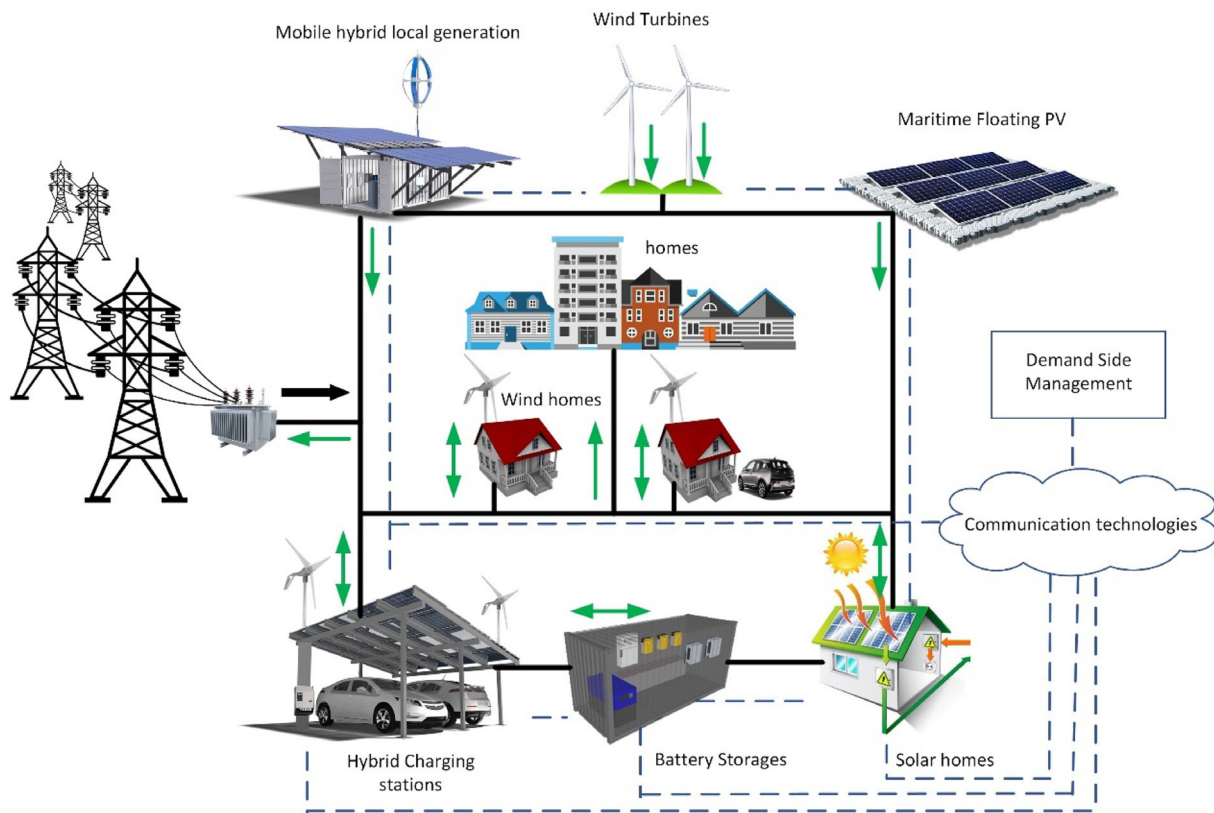 Wind Turbines
Mobile hybrid local generation
Maritime Floating PV
homes
Demand Side
Management
Wind homes
Communication technologies
Hybrid Charging
stations
Battery Storages
Solar homes